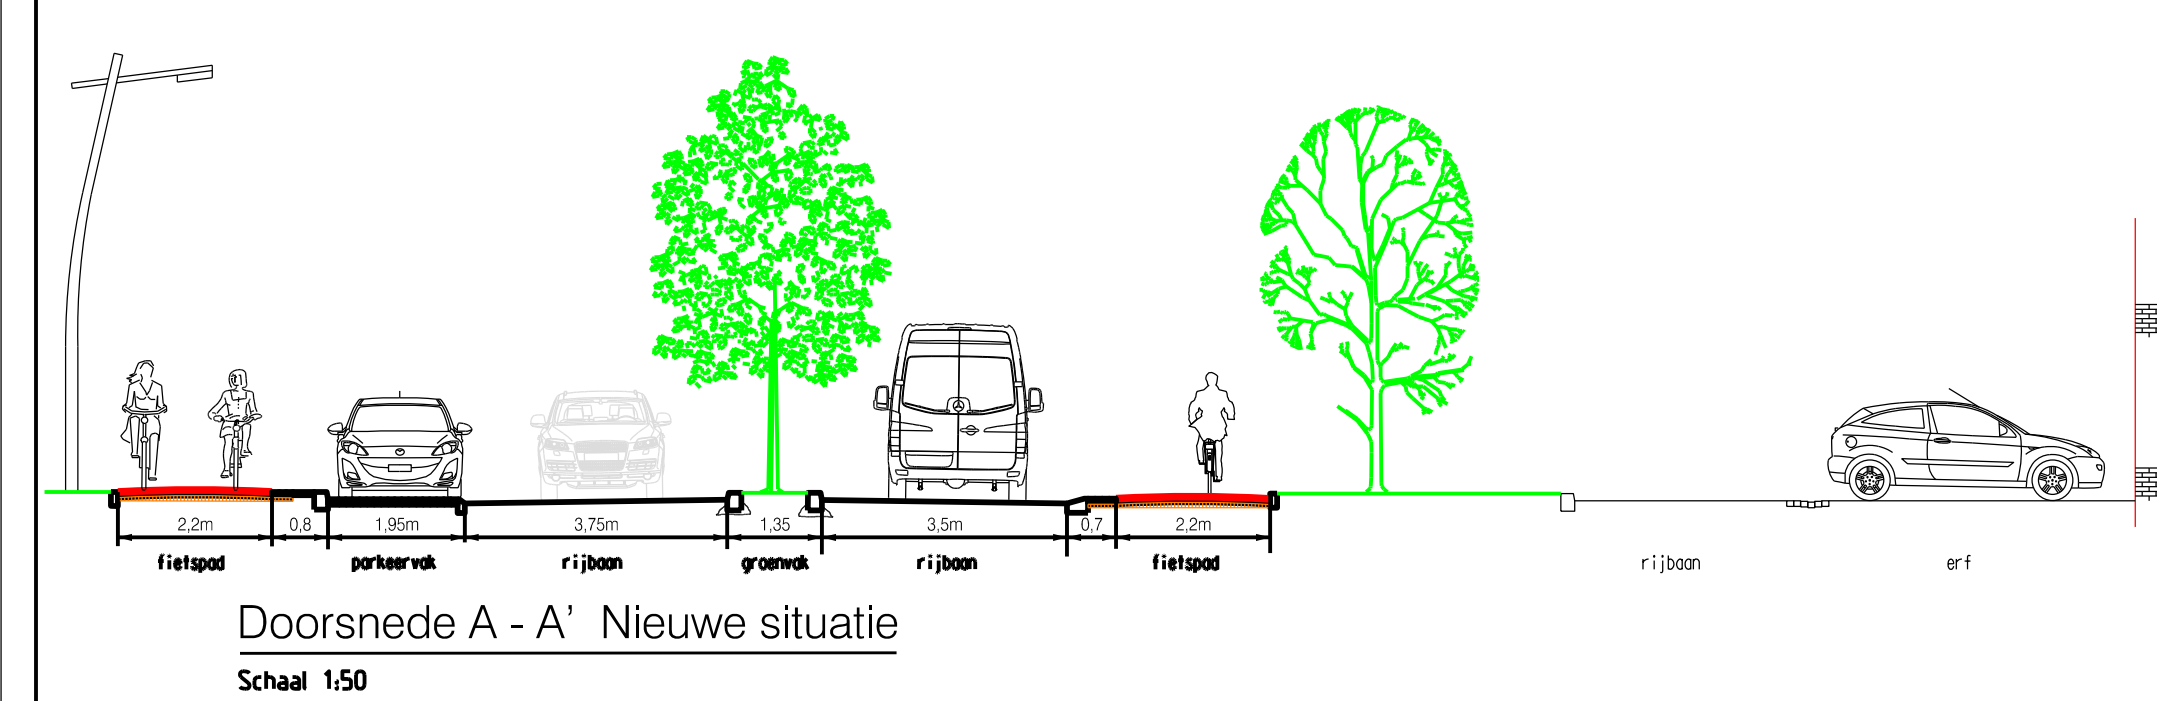 2,2m 0,8 1,95m 3,75m 1,35 3,5m 0,7 2,2m
fietspad parkeervak rijbaan groenvak rijbaan fietspad rijbaan erf
Doorsnede A - A' Nieuwe situatie
Schaal 1:50